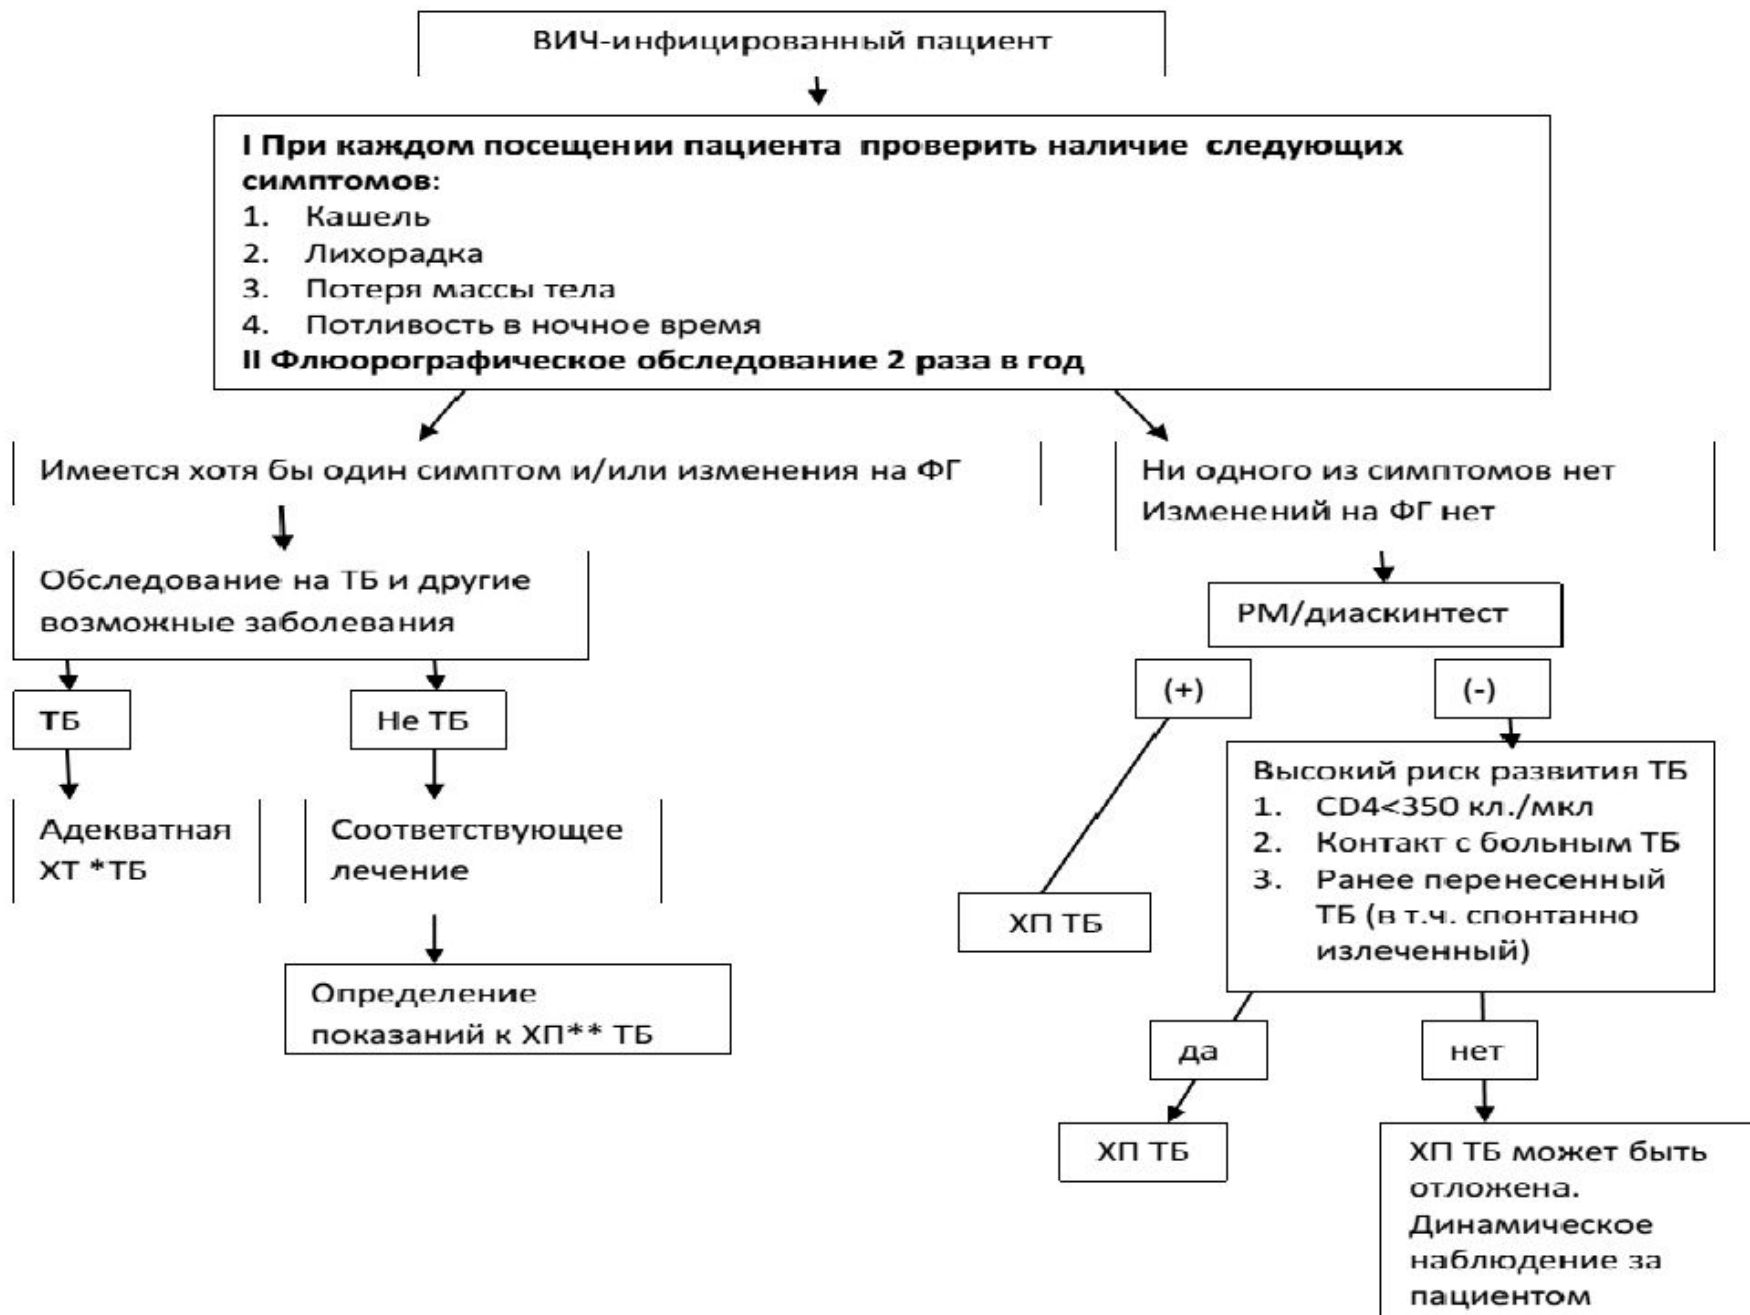 ВИЧ-инфицированный пациент
I При каждом посещении пациента проверить наличие следующих
симптомов:
1. Кашель
2. Лихорадка
3. Потеря массы тела
4. Потливость в ночное время
II Флюорографическое обследование 2 раза в год
Имеется хотя бы один симптом и/или изменения на ФГ
Ни одного из симптомов нет
Изменений на ФГ нет
Обследование на ТБ и другие
возможные заболевания
РМ/диаскинтест
ТБ
Не ТБ
(+)
(-)
Адекватная
ХТ *ТБ
Соответствующее
лечение
Высокий риск развития ТБ
1. CD4<350 кл./мкл
2. Контакт с больным ТБ
3. Ранее перенесенный
ТБ (в т.ч. спонтанно
излеченный)
ХП ТБ
Определение
показаний к ХП** ТБ
да
нет
ХП ТБ
ХП ТБ может быть
отложена.
Динамическое
наблюдение за
пациентом